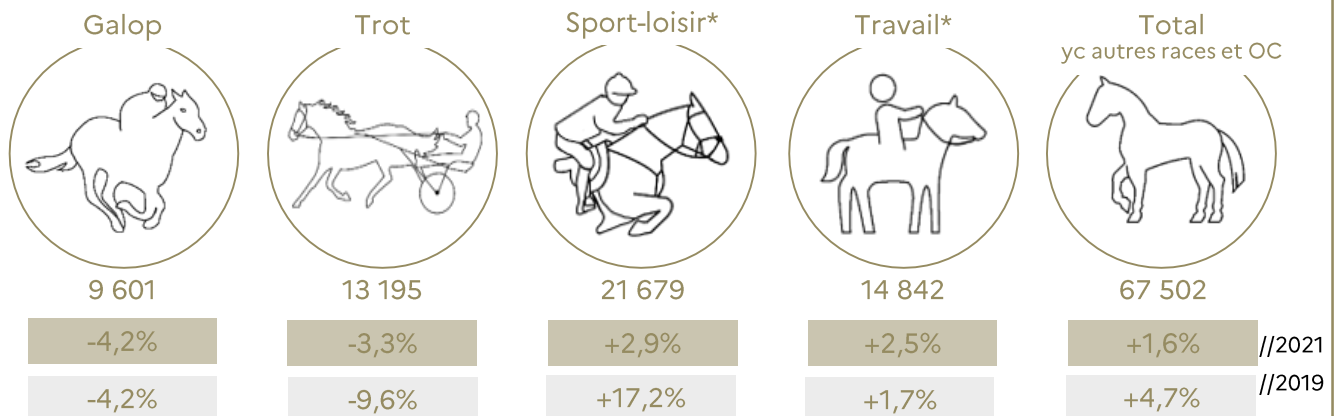 Galop
Trot
Sport-loisir*
Travail*
Total
yc autres races et OC
9 601
13 195
21 679
14 842
67 502
-4,2%
-3,3%
+2,9%
+2,5%
+1,6%
//2021
-4,2%
-9,6%
+17,2%
+1,7%
+4,7%
//2019